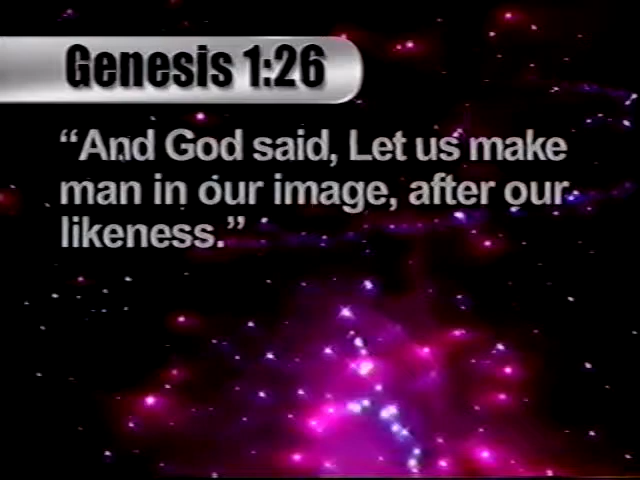 Genesis 1:26
“And God said, Let us make
man in our image, after our
likeness.”